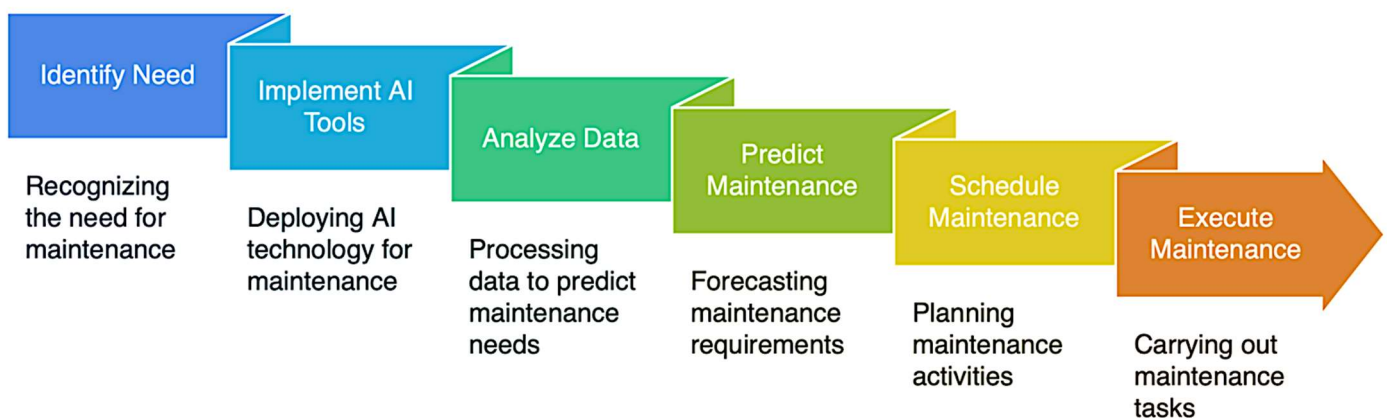 Identify Need
Recognizing
the need for
maintenance
Implement AI
Tools
Deploying AI
technology for
maintenance
Analyze Data
Processing
data to predict
maintenance
needs
Predict
Maintenance
Forecasting
maintenance
requirements
Schedule
Maintenance
Planning
maintenance
activities
Execute
Maintenance
Carrying out
maintenance
tasks